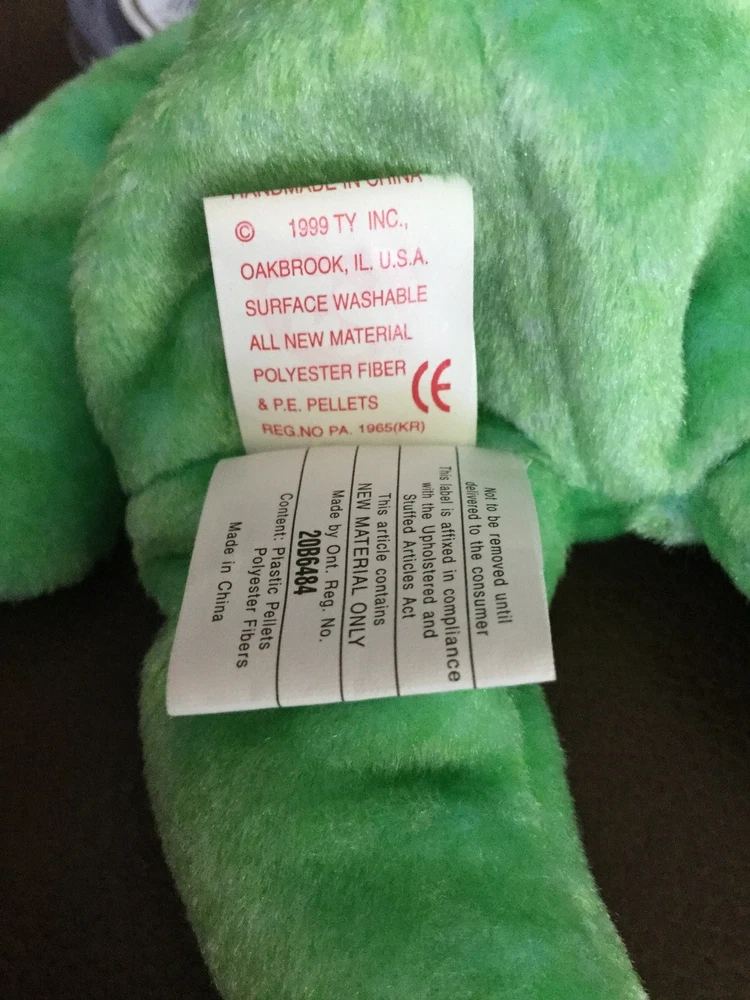 HANDMADE IN CHINA
© 1999 TY INC.,
OAKBROOK, IL. U.S.A.
SURFACE WASHABLE
ALL NEW MATERIAL
POLYESTER FIBER
& P.E. PELLETS
CE
REG.NO PA. 1965(KR)
Not to be removed until
delivered to the consumer
This label is affixed in compliance
with the Upholstered and
Stuffed Articles Act
This article contains
NEW MATERIAL ONLY
Made by Ont. Reg. No.
20B6484
Content: Plastic Pellets
Polyester Fibers
Made in China